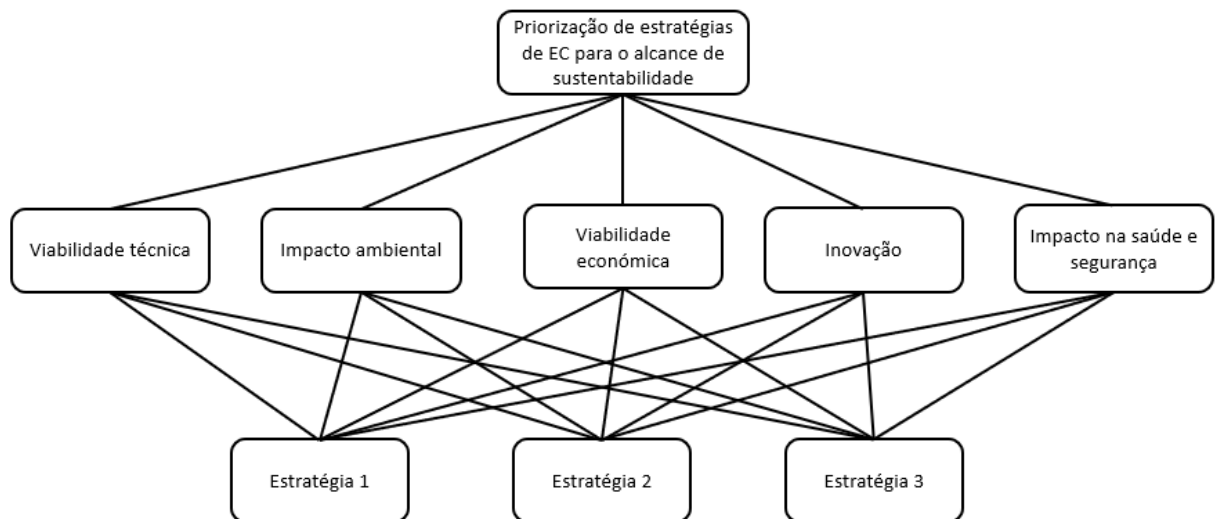 Priorização de estratégias
de EC para o alcance de
sustentabilidade
Viabilidade técnica
Impacto ambiental
Viabilidade
económica
Inovação
Impacto na saúde e
segurança
Estratégia 1
Estratégia 2
Estratégia 3